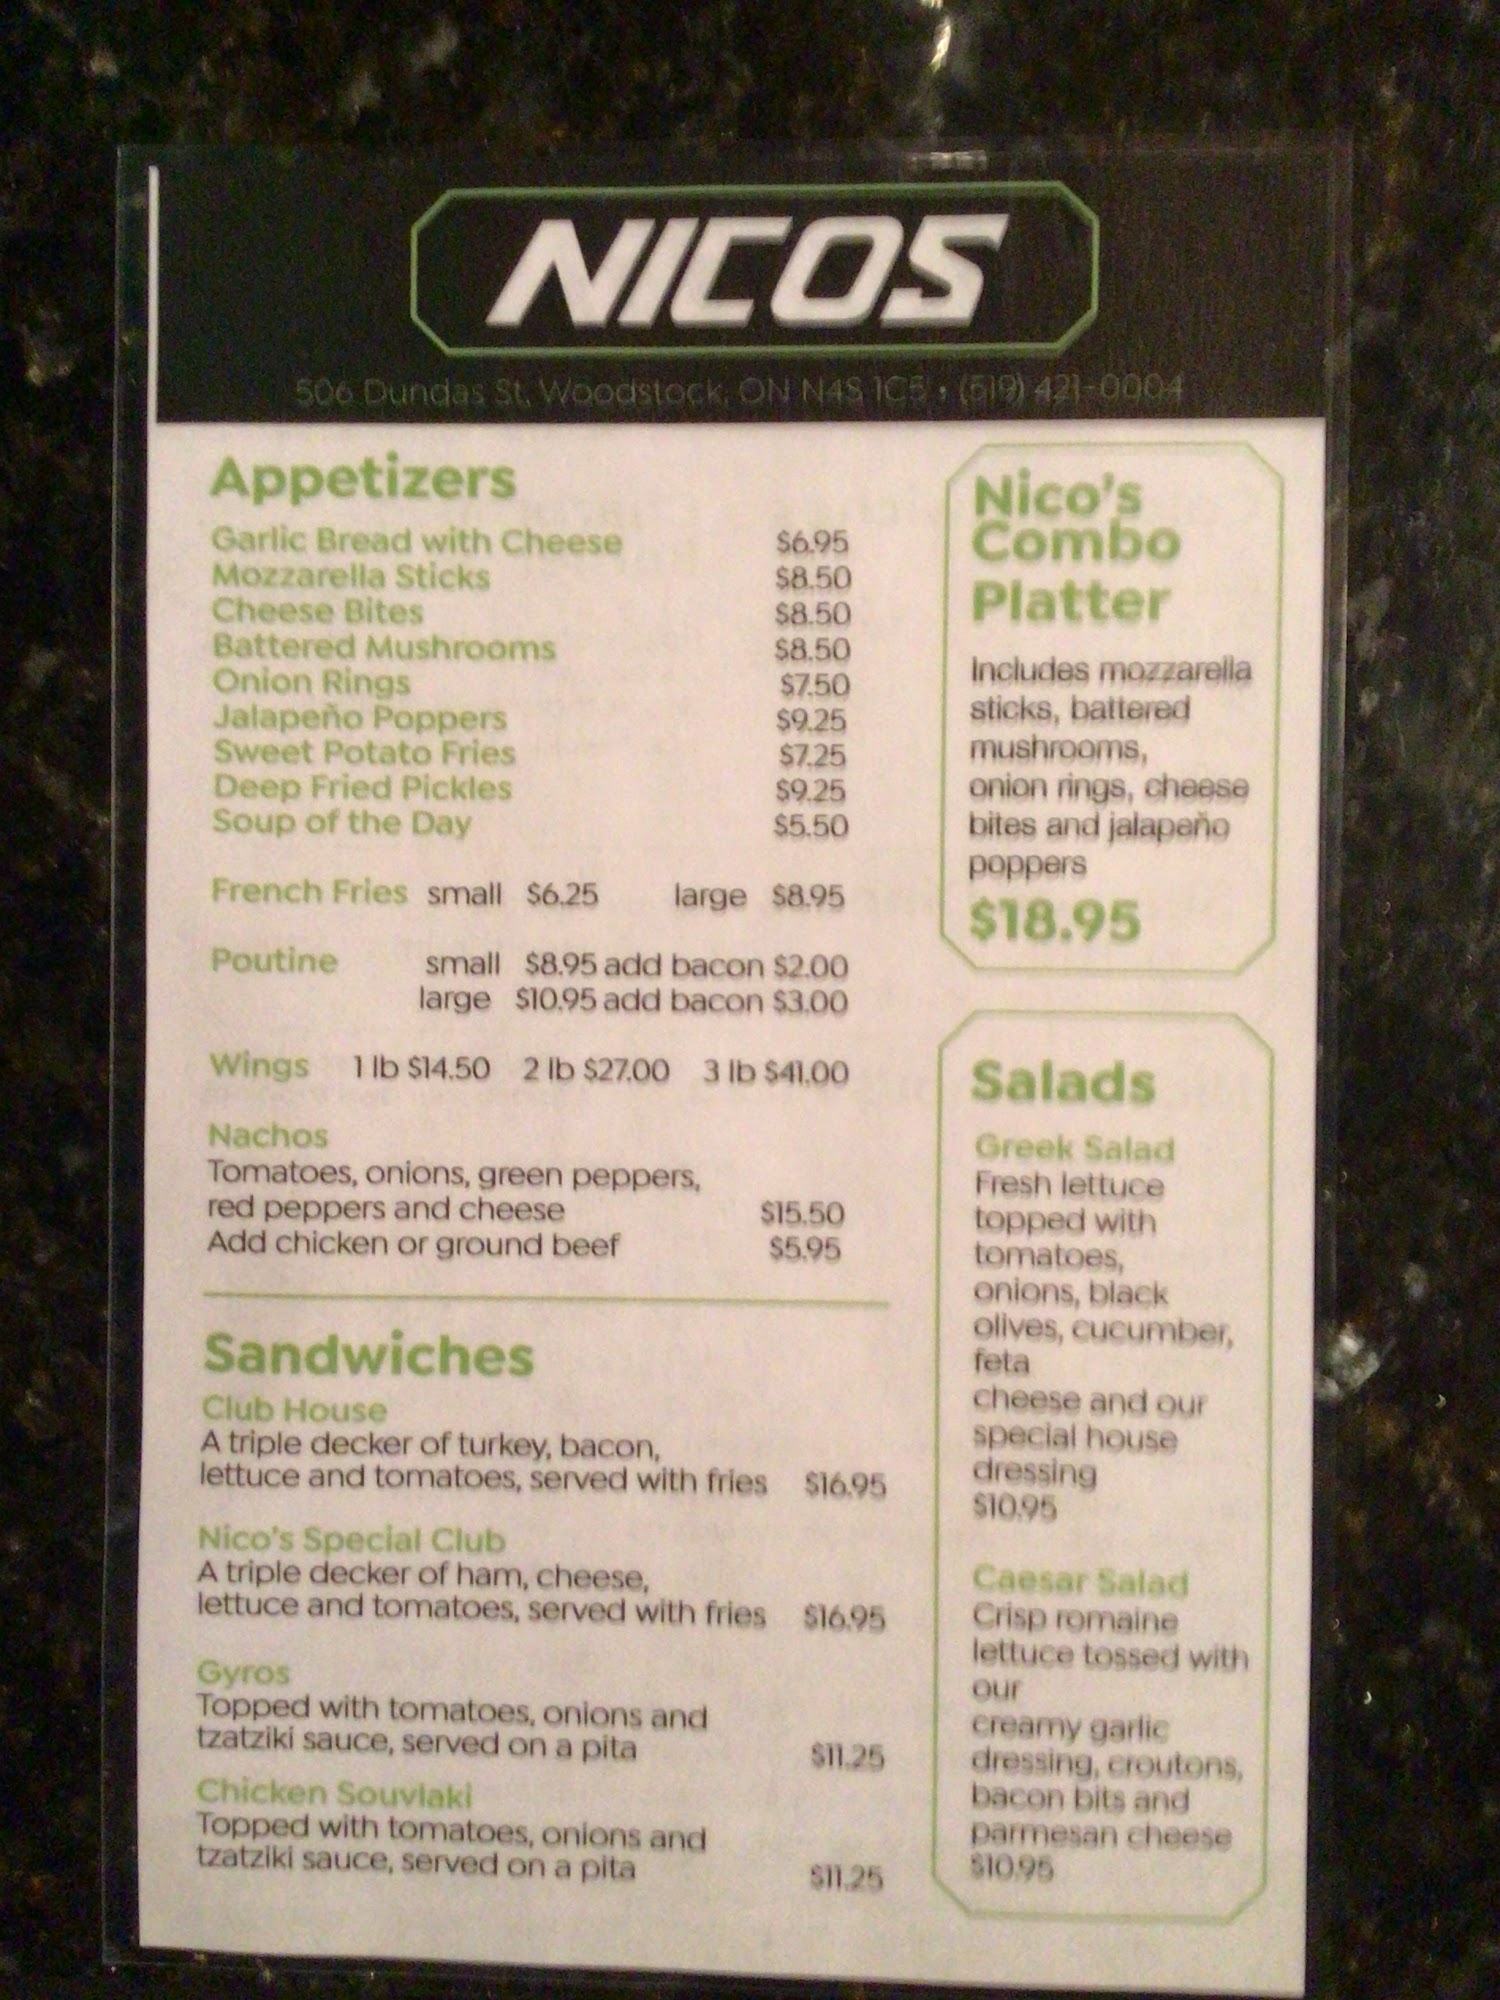 NICOS
506 Dundas St, Woodstock, ON N4S 1C5 • (519) 421-0004
Appetizers
Garlic Bread with Cheese $6.95
Mozzarella Sticks $8.50
Cheese Bites $8.50
Battered Mushrooms $8.50
Onion Rings $7.50
Jalapeño Poppers $9.25
Sweet Potato Fries $7.25
Deep Fried Pickles $9.25
Soup of the Day $5.50
French Fries small $6.25 large $8.95
Poutine small $8.95 add bacon $2.00
large $10.95 add bacon $3.00
Wings 1 lb $14.50 2 lb $27.00 3 lb $41.00
Nachos
Tomatoes, onions, green peppers,
red peppers and cheese $15.50
Add chicken or ground beef $5.95
Sandwiches
Club House
A triple decker of turkey, bacon,
lettuce and tomatoes, served with fries $16.95
Nico's Special Club
A triple decker of ham, cheese,
lettuce and tomatoes, served with fries $16.95
Gyros
Topped with tomatoes, onions and
tzatziki sauce, served on a pita $11.25
Chicken Souvlaki
Topped with tomatoes, onions and
tzatziki sauce, served on a pita $11.25
Nico's
Combo
Platter
Includes mozzarella
sticks, battered
mushrooms,
onion rings, cheese
bites and jalapeño
poppers
$18.95
Salads
Greek Salad
Fresh lettuce
topped with
tomatoes,
onions, black
olives, cucumber,
feta
cheese and our
special house
dressing
$10.95
Caesar Salad
Crisp romaine
lettuce tossed with
our
creamy garlic
dressing, croutons,
bacon bits and
parmesan cheese
$10.95